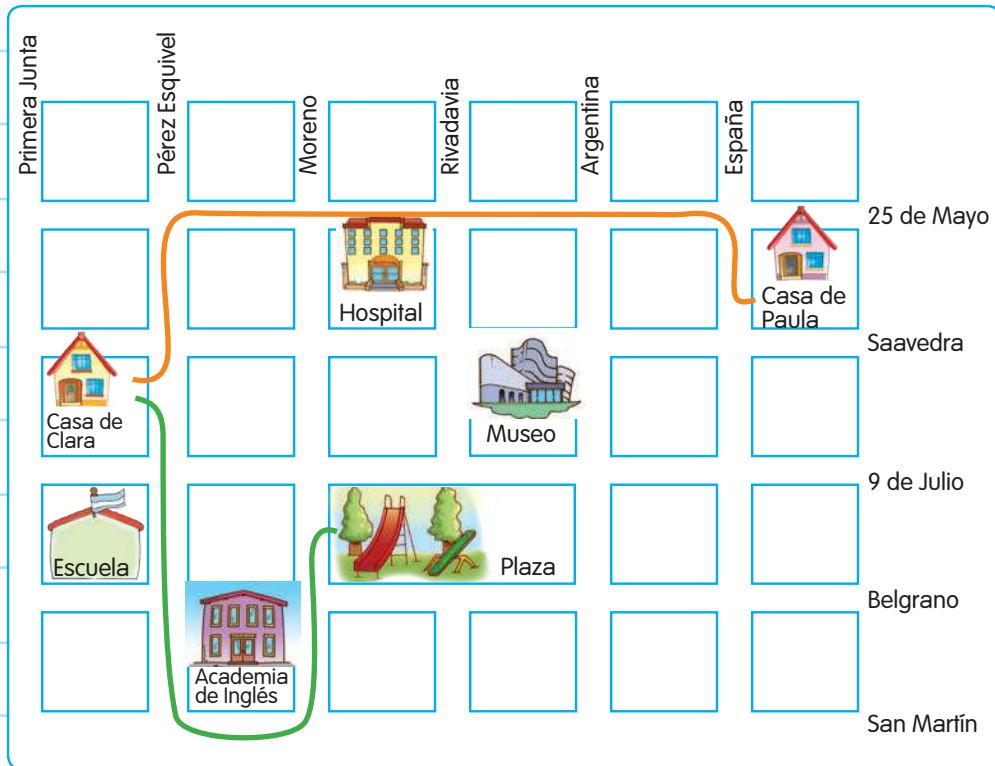 Primera Junta
Pérez Esquivel
Moreno
Rivadavia
Argentina
España
25 de Mayo
Hospital
Casa de
Paula
Saavedra
Casa de
Clara
Museo
9 de Julio
Escuela
Plaza
Belgrano
Academia
de Inglés
San Martín